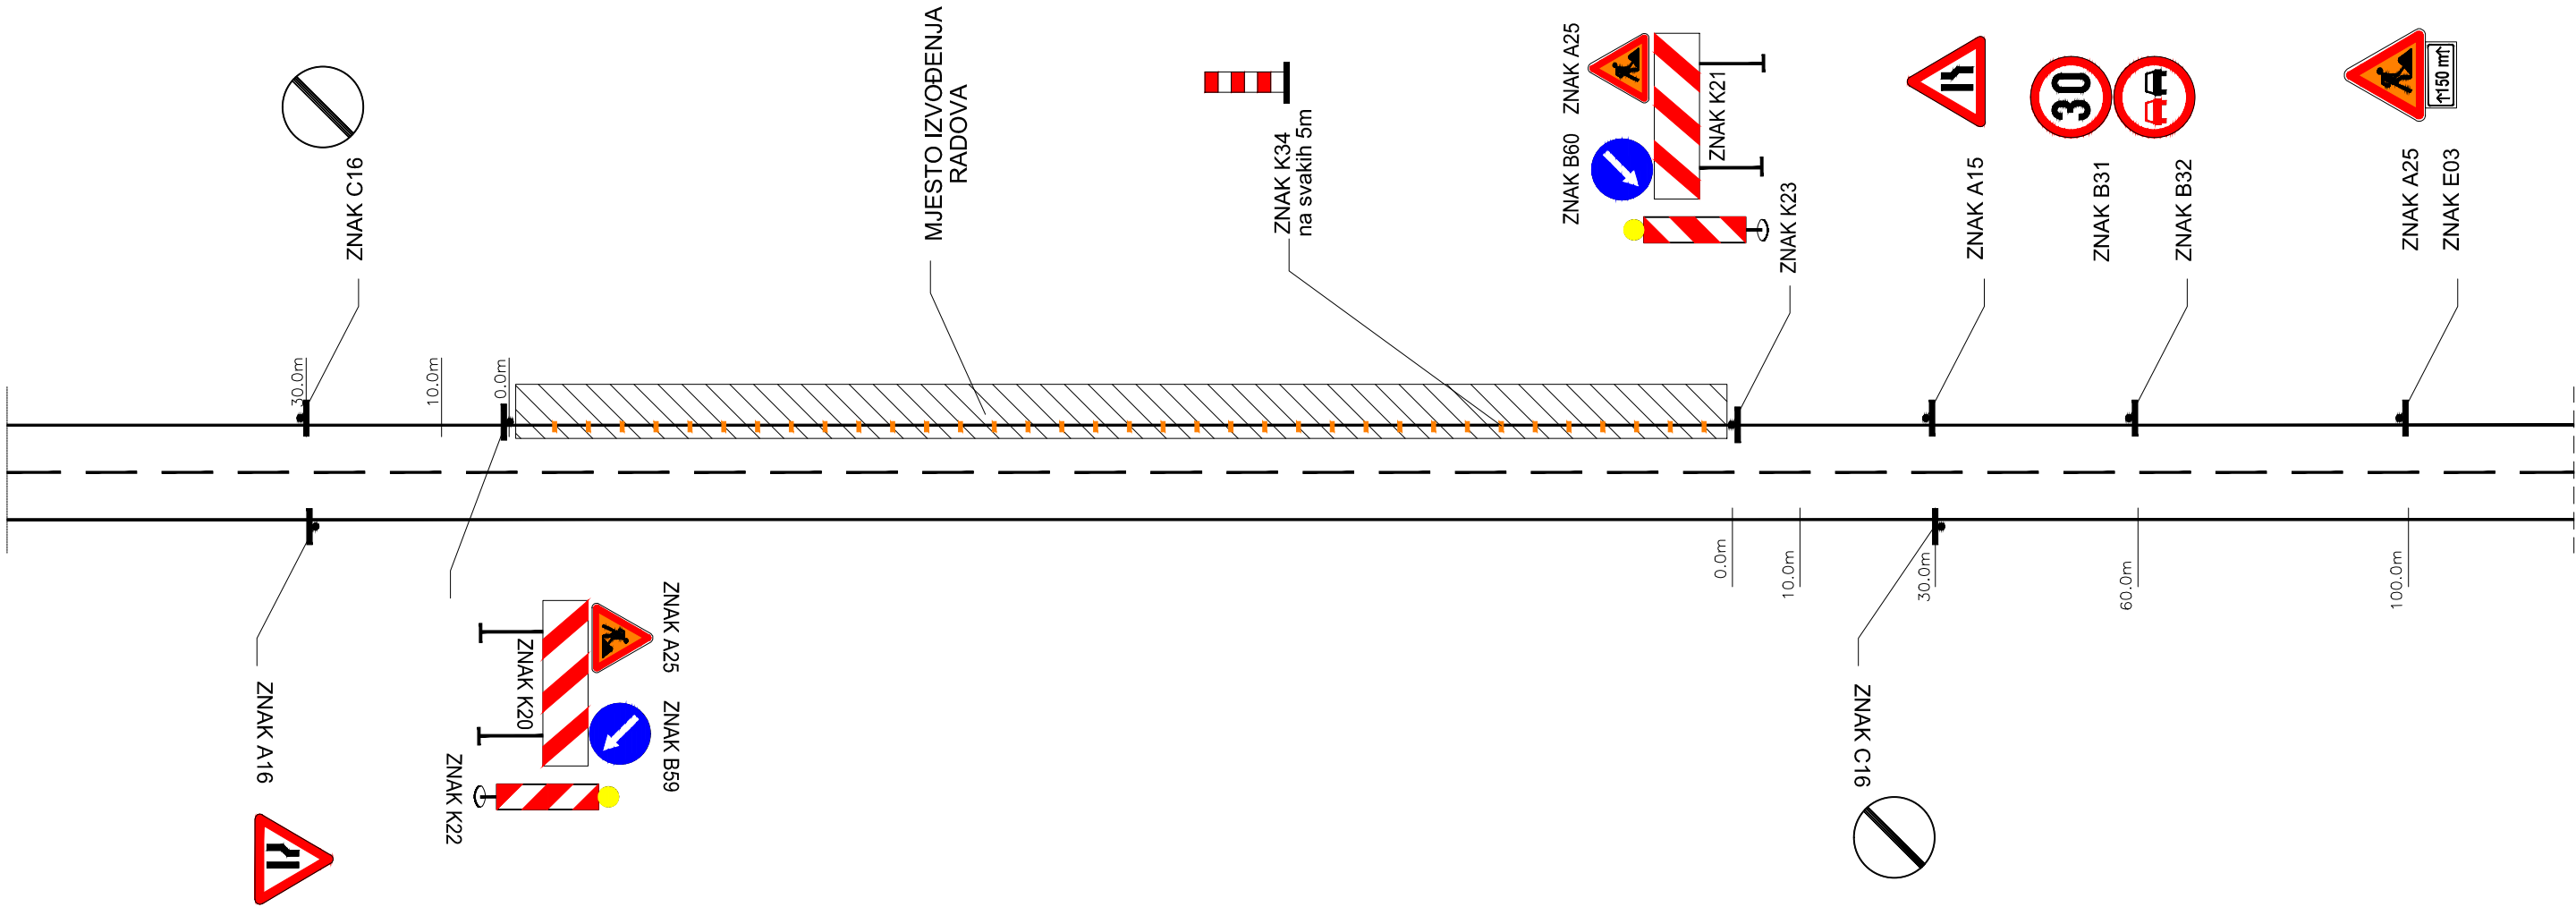 ZNAK C16
MJESTO IZVOĐENJA
RADOVA
ZNAK K34
na svakih 5m
ZNAK A25
ZNAK B60
ZNAK K21
ZNAK K23
ZNAK A15
30
ZNAK B31
ZNAK B32
↑150 m↑
ZNAK A25
ZNAK E03
30.0m
10.0m
0.0m
0.0m
10.0m
30.0m
60.0m
100.0m
ZNAK A16
ZNAK K20
ZNAK K22
ZNAK A25
ZNAK B59
ZNAK C16